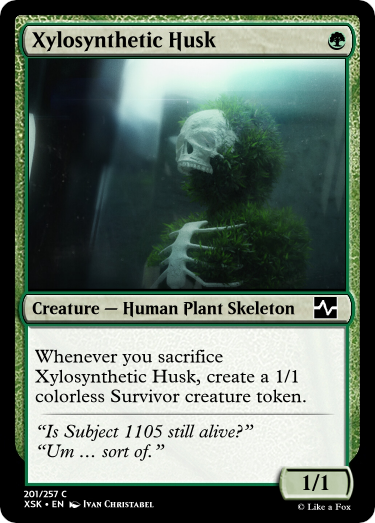 Xylosynthetic Husk
Creature — Human Plant Skeleton
Whenever you sacrifice
Xylosynthetic Husk, create a 1/1
colorless Survivor creature token.
“Is Subject 1105 still alive?”
“Um … sort of.”
1/1
201/257 C
XSK • EN Ivan Christabel
© Like a Fox